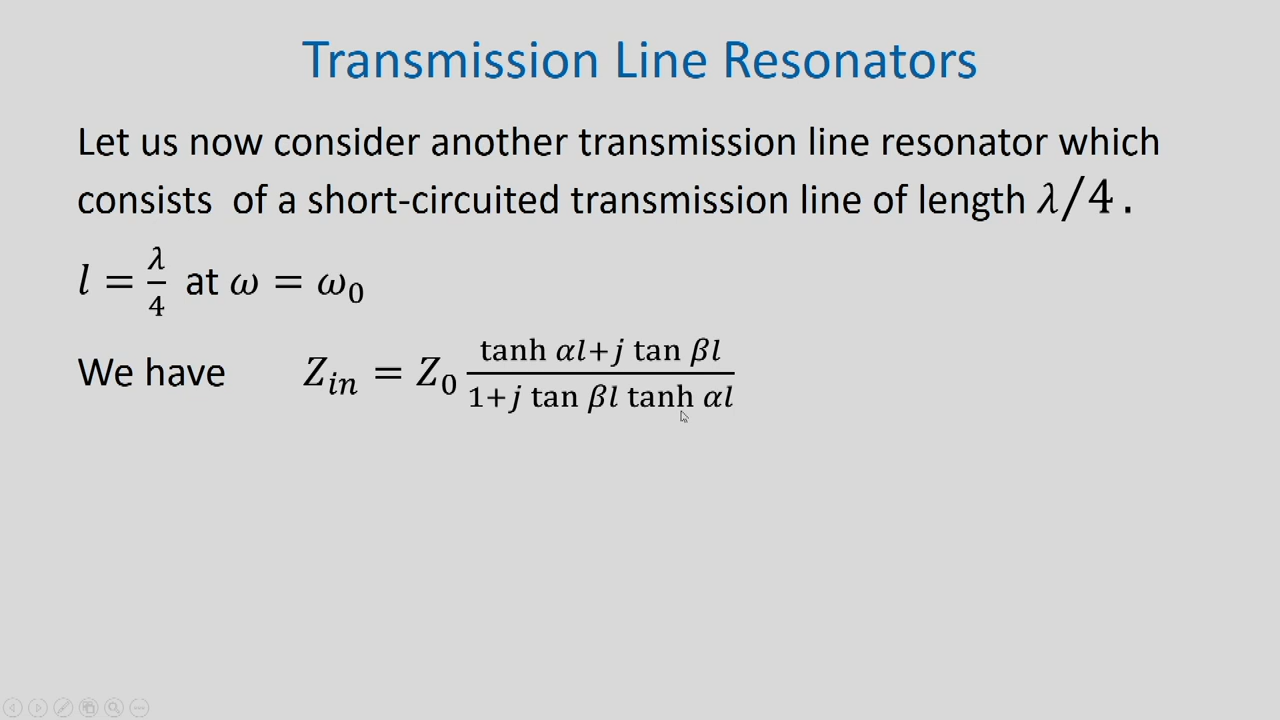 Transmission Line Resonators
Let us now consider another transmission line resonator which
consists of a short-circuited transmission line of length λ/4 .
l = λ/4 at ω = ω₀
We have Z_in = Z₀ (tanh αl+j tan βl)/(1+j tan βl tanh αl)